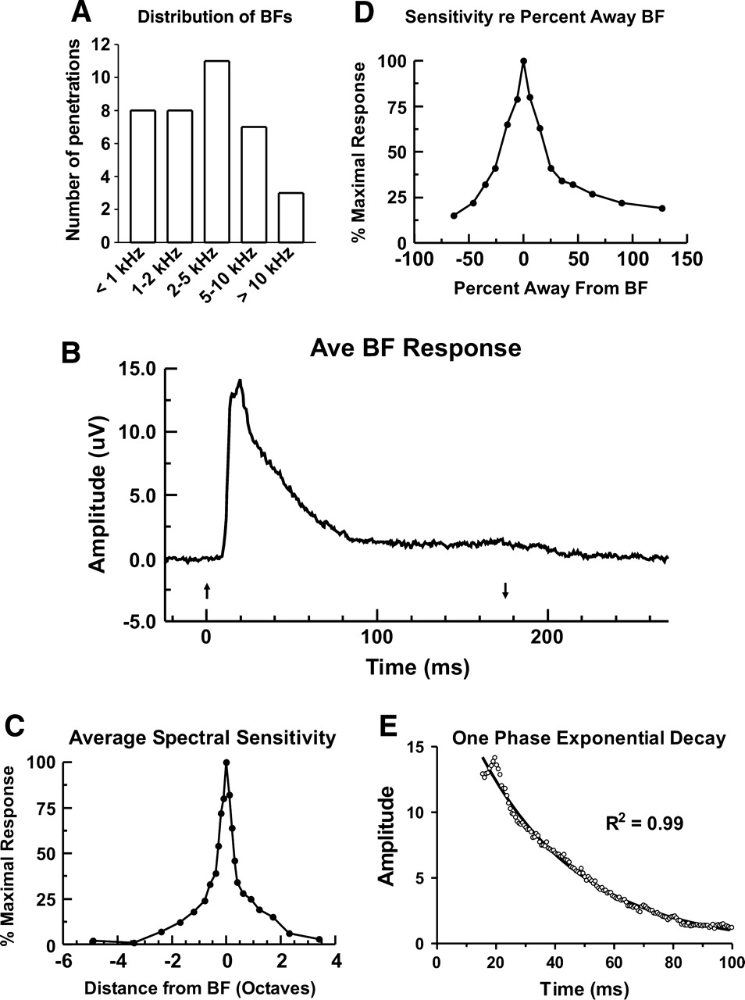 A
Distribution of BFs
Number of penetrations
12
10
8
6
4
2
0
< 1 kHz
1-2 kHz
2-5 kHz
5-10 kHz
> 10 kHz
D
Sensitivity re Percent Away BF
% Maximal Response
100
75
50
25
0
-100 -50 0 50 100 150
Percent Away From BF
B
Ave BF Response
Amplitude (uV)
15.0
10.0
5.0
0.0
-5.0
0 100 200
Time (ms)
C
Average Spectral Sensitivity
% Maximal Response
100
75
50
25
0
-6 -4 -2 0 2 4
Distance from BF (Octaves)
E
One Phase Exponential Decay
Amplitude
15
10
5
0
R² = 0.99
0 20 40 60 80 100
Time (ms)